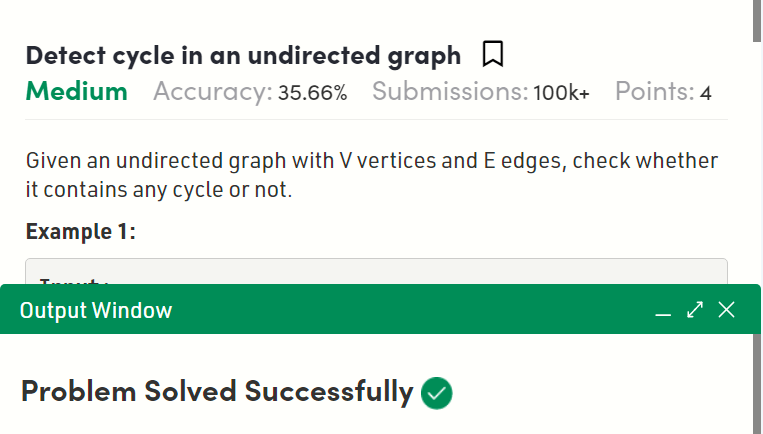 Detect cycle in an undirected graph
Medium Accuracy: 35.66% Submissions: 100k+ Points: 4
Given an undirected graph with V vertices and E edges, check whether
it contains any cycle or not.
Example 1:
Input:
Output Window
Problem Solved Successfully